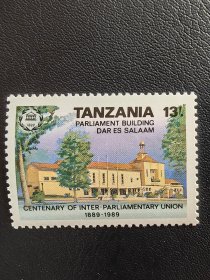 TANZANIA 13/-
PARLIAMENT BUILDING
DAR ES SALAAM
CENTENARY OF INTER-PARLIAMENTARY UNION
1889-1989